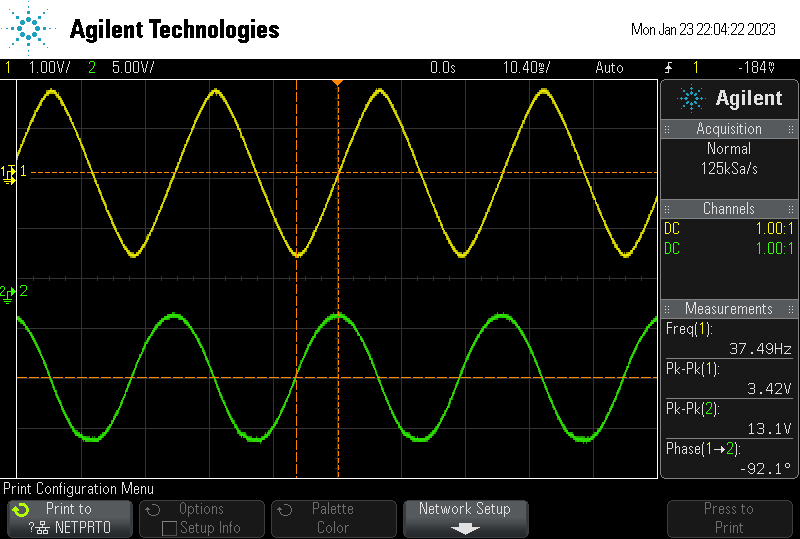 Agilent Technologies
Mon Jan 23 22:04:22 2023
1 1.00V/ 2 5.00V/ 0.0s 10.40ms/ Auto 1 -184mV
Agilent
Acquisition
Normal
125kSa/s
Channels
DC 1.00:1
DC 1.00:1
Measurements
Freq(1):
37.49Hz
Pk-Pk(1):
3.42V
Pk-Pk(2):
13.1V
Phase(1→2):
-92.1°
1 1
2 2
Print Configuration Menu
Print to
? NETPRT0
Options
Setup Info
Palette
Color
Network Setup
Press to
Print